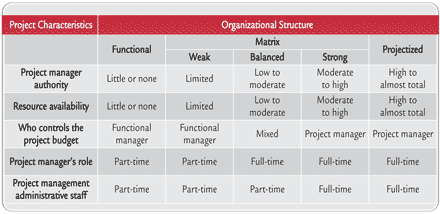 Project Characteristics Organizational Structure
Functional Matrix Projectized
Weak Balanced Strong
Project manager authority Little or none Limited Low to moderate Moderate to high High to almost total
Resource availability Little or none Limited Low to moderate Moderate to high High to almost total
Who controls the project budget Functional manager Functional manager Mixed Project manager Project manager
Project manager's role Part-time Part-time Full-time Full-time Full-time
Project management administrative staff Part-time Part-time Part-time Full-time Full-time